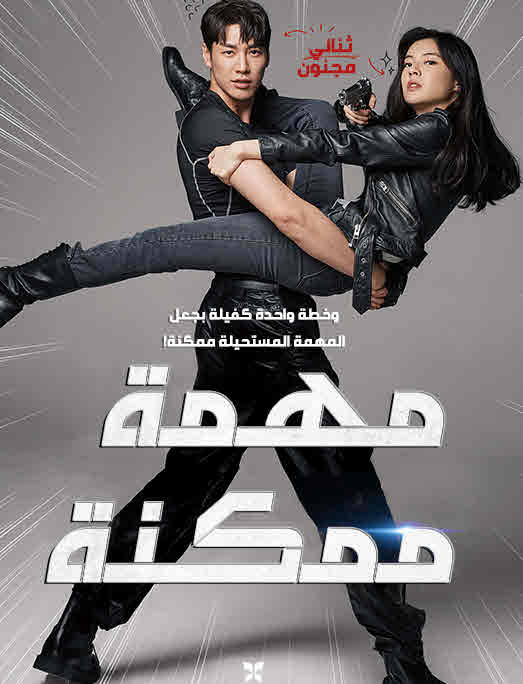 ثنائي
مجنون
وخطة واحدة كفيلة بجعل
المهمة المستحيلة ممكنة!
مهمة
ممكنة